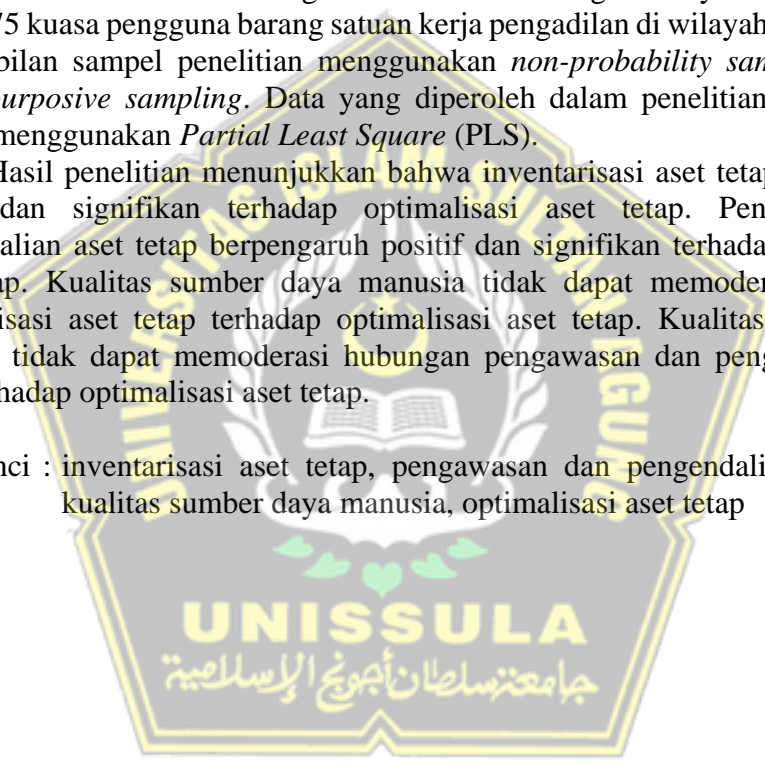 75 kuasa pengguna barang satuan kerja pengadilan di wilayah
bilan sampel penelitian menggunakan non-probability sam
purposive sampling. Data yang diperoleh dalam penelitian
menggunakan Partial Least Square (PLS).
Hasil penelitian menunjukkan bahwa inventarisasi aset tetap
dan signifikan terhadap optimalisasi aset tetap. Pen
alian aset tetap berpengaruh positif dan signifikan terhada
ap. Kualitas sumber daya manusia tidak dapat memoder
isasi aset tetap terhadap optimalisasi aset tetap. Kualitas
tidak dapat memoderasi hubungan pengawasan dan peng
hadap optimalisasi aset tetap.
nci : inventarisasi aset tetap, pengawasan dan pengendali
kualitas sumber daya manusia, optimalisasi aset tetap
UNIVERSITAS ISLAM SULTAN AGUNG
UNISSULA
جامعة سلطان أجونج الإسلامية